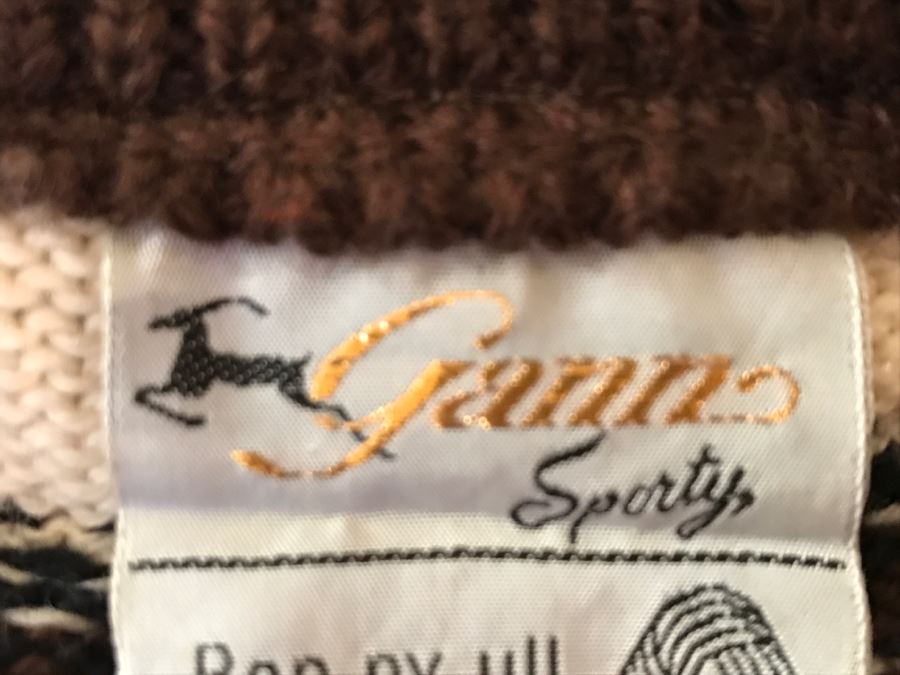 Gann
Sporty
Ren ny ull